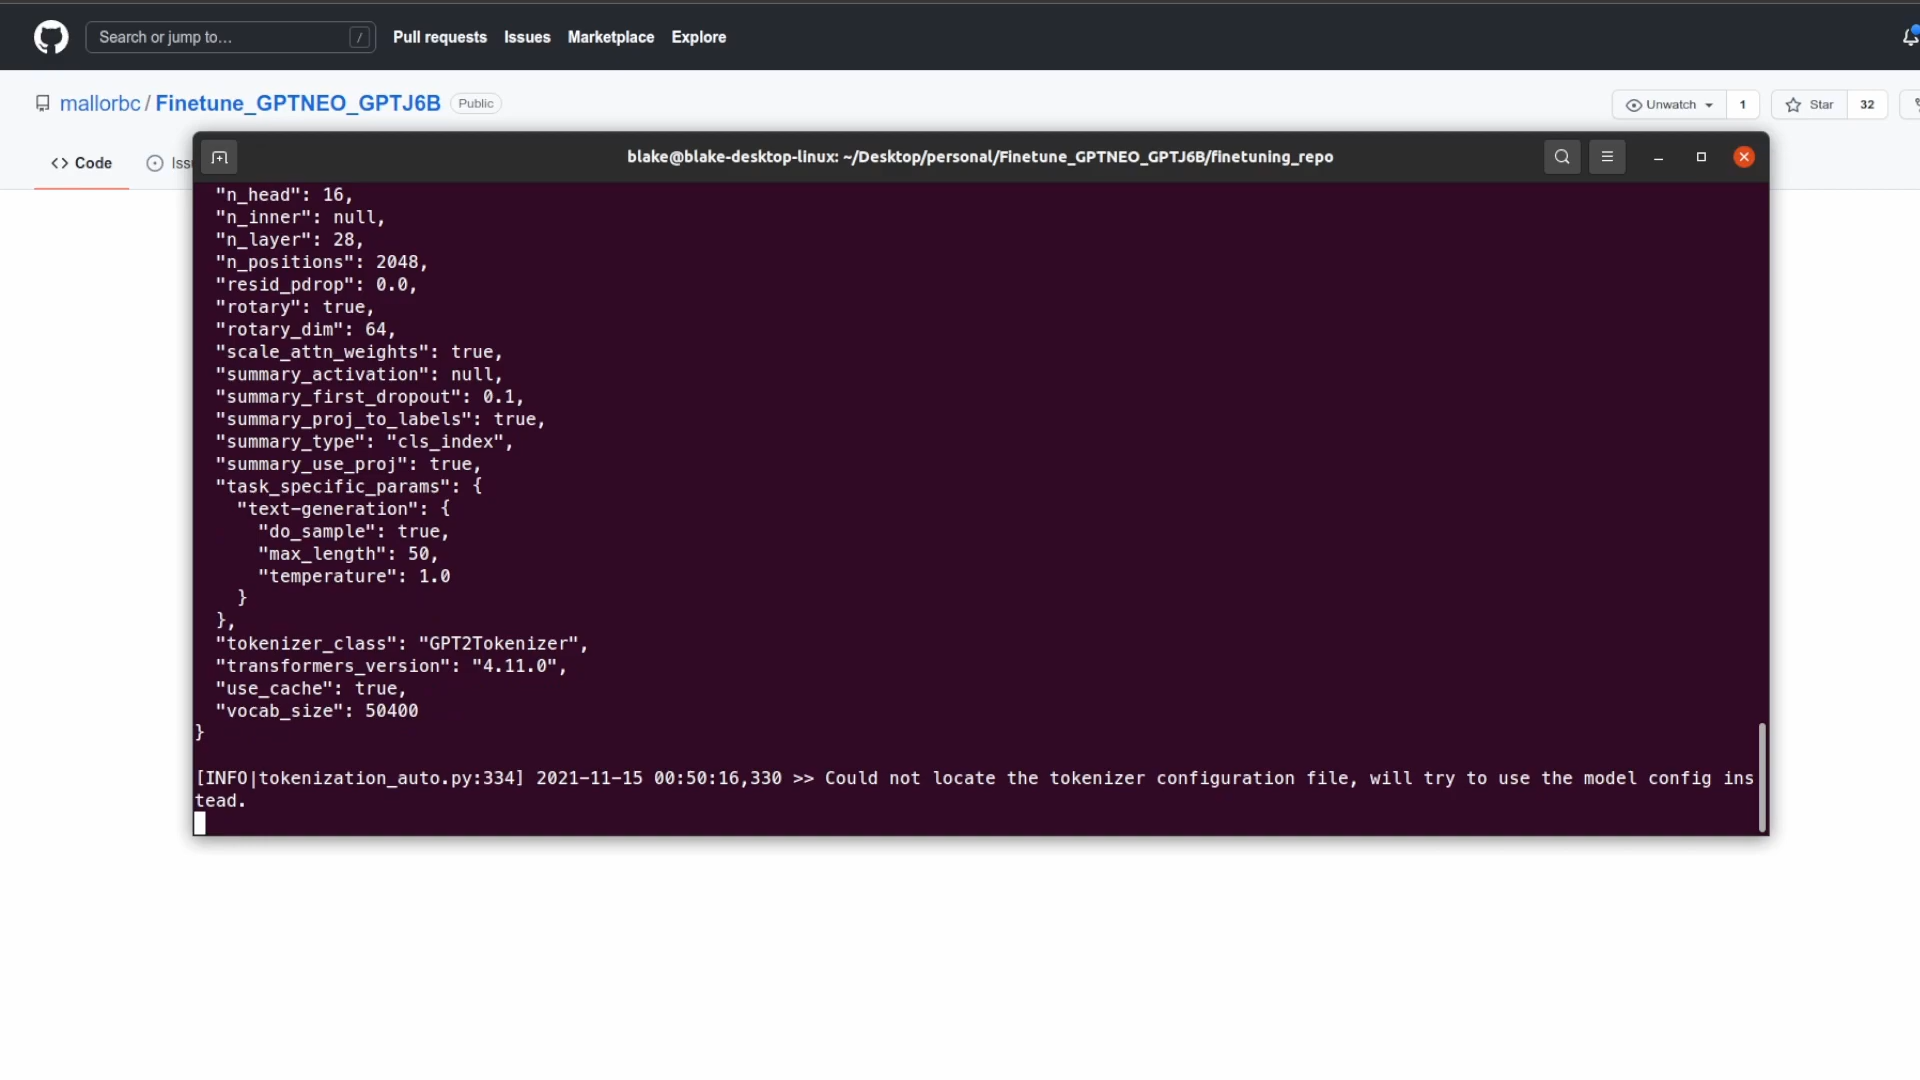 Search or jump to…
/
Pull requests
Issues
Marketplace
Explore
mallorbc / Finetune_GPTNEO_GPTJ6B
Public
Unwatch
1
Star
32
Code
Iss
blake@blake-desktop-linux: ~/Desktop/personal/Finetune_GPTNEO_GPTJ6B/finetuning_repo
"n_head": 16,
"n_inner": null,
"n_layer": 28,
"n_positions": 2048,
"resid_pdrop": 0.0,
"rotary": true,
"rotary_dim": 64,
"scale_attn_weights": true,
"summary_activation": null,
"summary_first_dropout": 0.1,
"summary_proj_to_labels": true,
"summary_type": "cls_index",
"summary_use_proj": true,
"task_specific_params": {
"text-generation": {
"do_sample": true,
"max_length": 50,
"temperature": 1.0
}
},
"tokenizer_class": "GPT2Tokenizer",
"transformers_version": "4.11.0",
"use_cache": true,
"vocab_size": 50400
}
[INFO|tokenization_auto.py:334] 2021-11-15 00:50:16,330 >> Could not locate the tokenizer configuration file, will try to use the model config ins
tead.